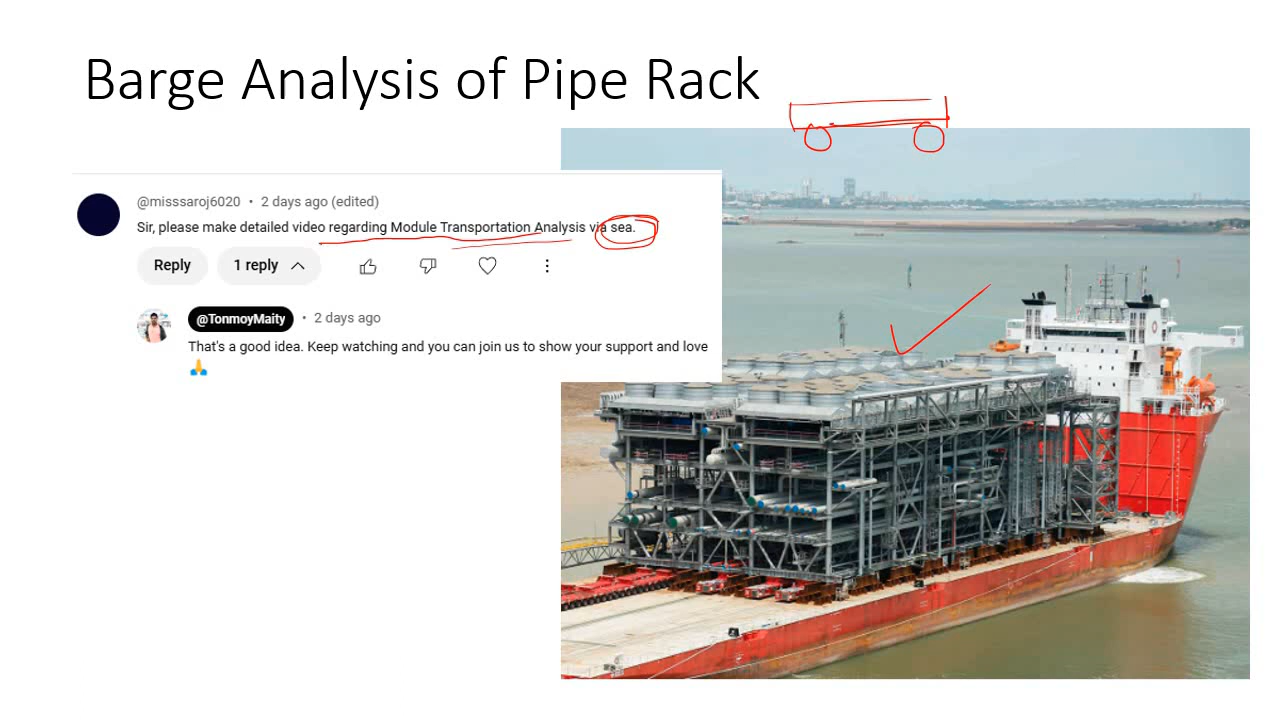 Barge Analysis of Pipe Rack
@misssaroj6020 • 2 days ago (edited)
Sir, please make detailed video regarding Module Transportation Analysis via sea.
Reply
1 reply
@TonmoyMaity • 2 days ago
That's a good idea. Keep watching and you can join us to show your support and love
🙏